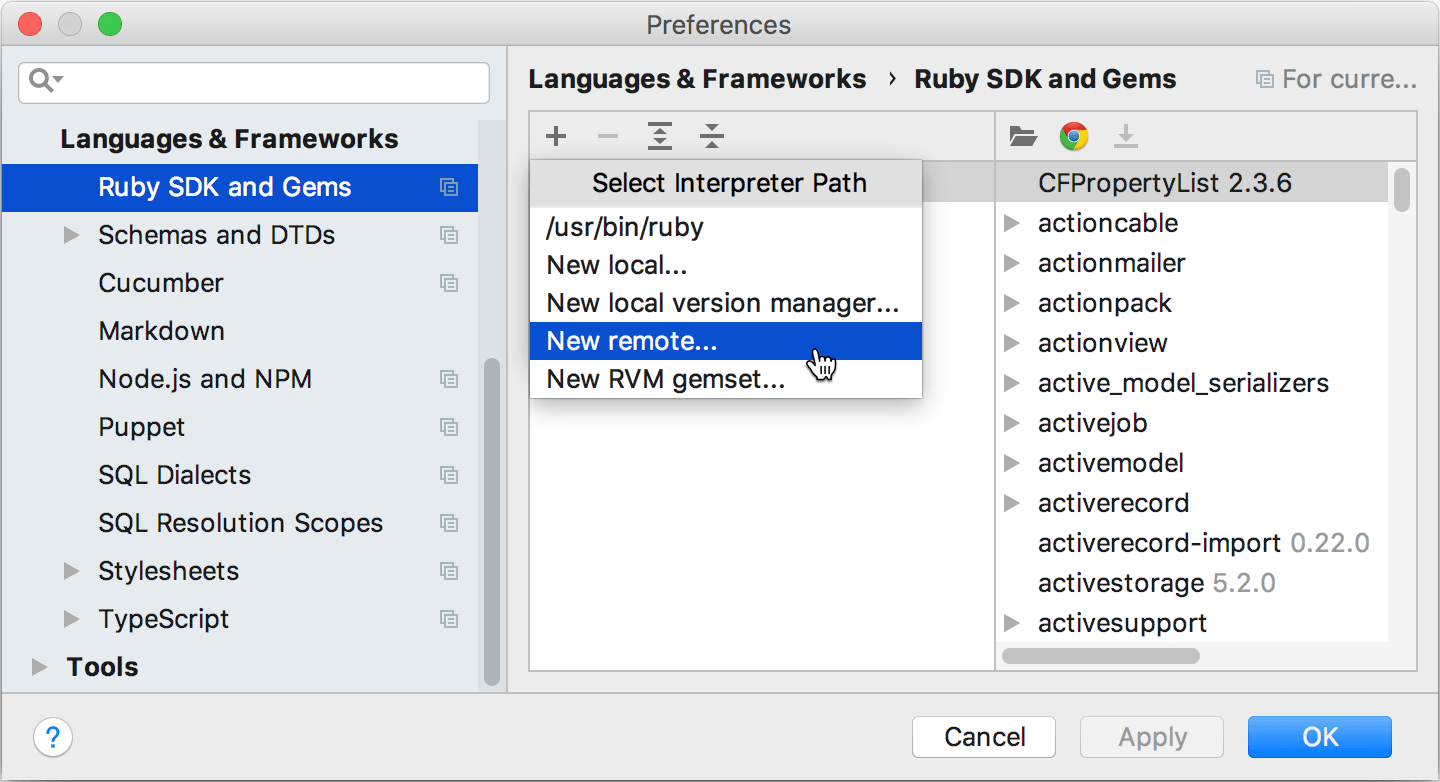 Preferences
Languages & Frameworks
Ruby SDK and Gems
Schemas and DTDs
Cucumber
Markdown
Node.js and NPM
Puppet
SQL Dialects
SQL Resolution Scopes
Stylesheets
TypeScript
Tools
Languages & Frameworks › Ruby SDK and Gems
For curre...
Select Interpreter Path
/usr/bin/ruby
New local...
New local version manager...
New remote...
New RVM gemset...
CFPropertyList 2.3.6
actioncable
actionmailer
actionpack
actionview
active_model_serializers
activejob
activemodel
activerecord
activerecord-import 0.22.0
activestorage 5.2.0
activesupport
?
Cancel
Apply
OK